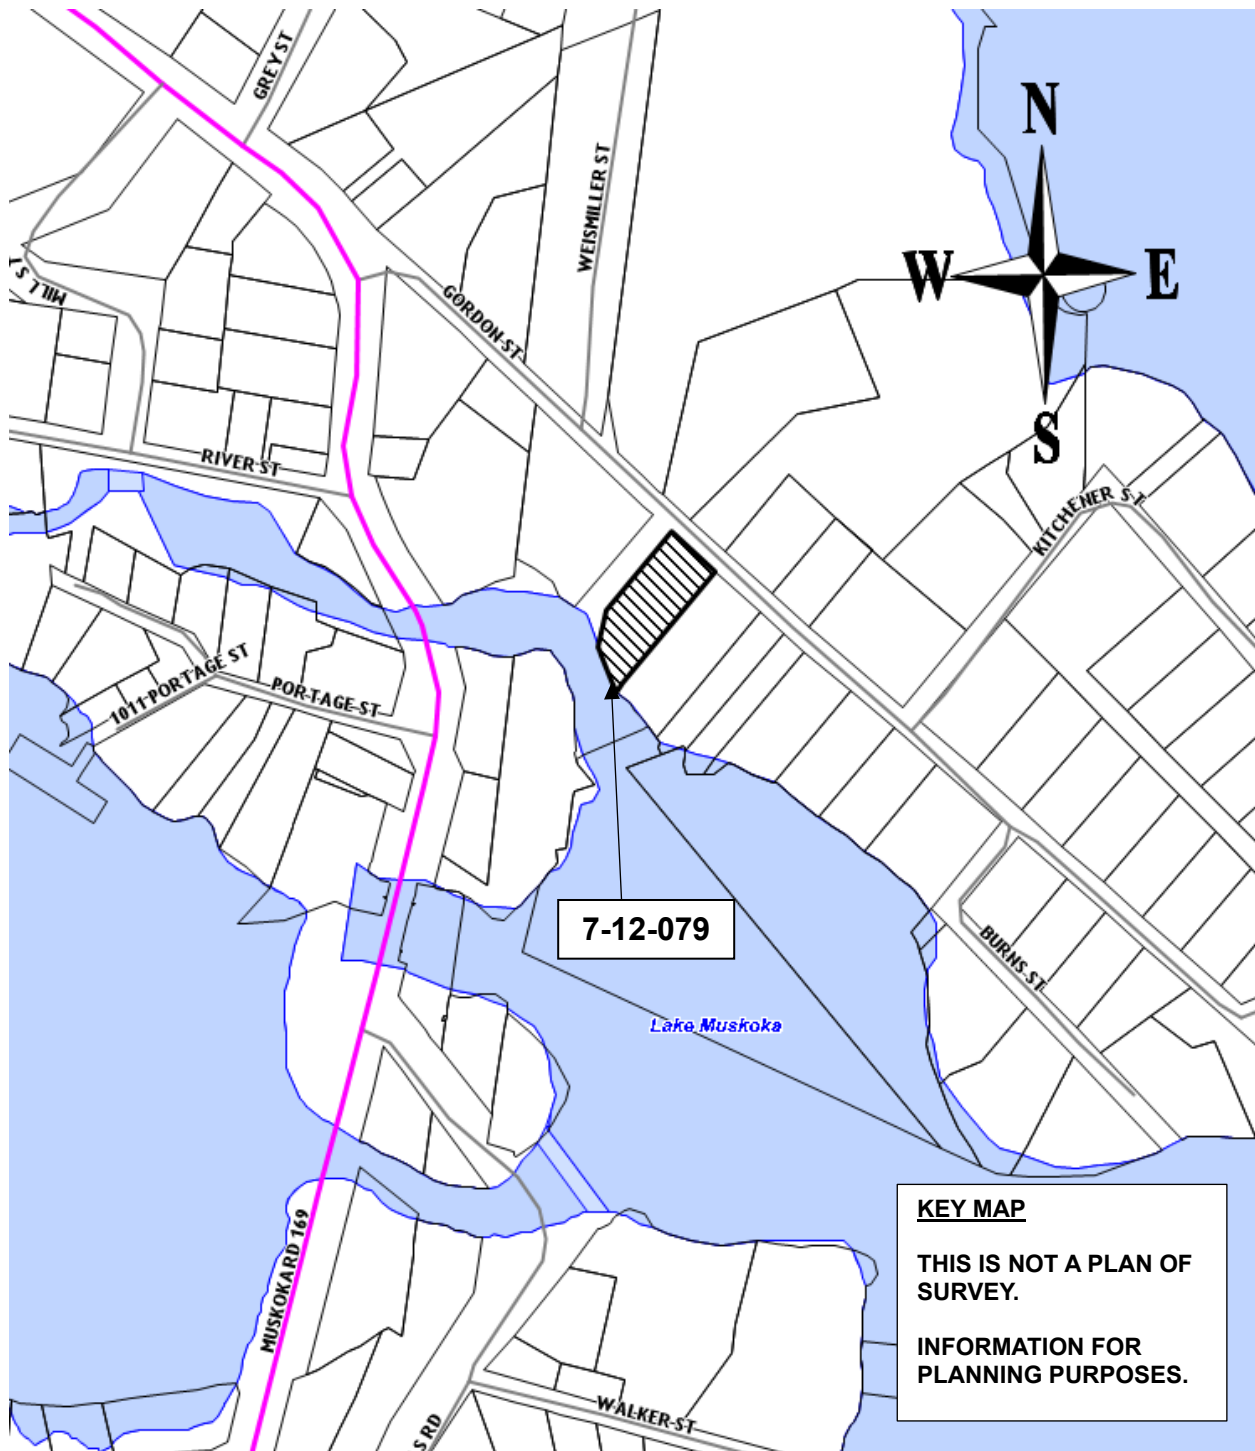 GREY ST
N
WEISMILLER ST
W
E
MILL ST
GORDON ST
S
RIVER ST
KITCHENER ST
1011 PORTAGE ST
PORTAGE ST
7-12-079
BURNS ST
Lake Muskoka
MUSKOKARD 169
KEY MAP
THIS IS NOT A PLAN OF
SURVEY.
INFORMATION FOR
PLANNING PURPOSES.
WALKER ST
S RD